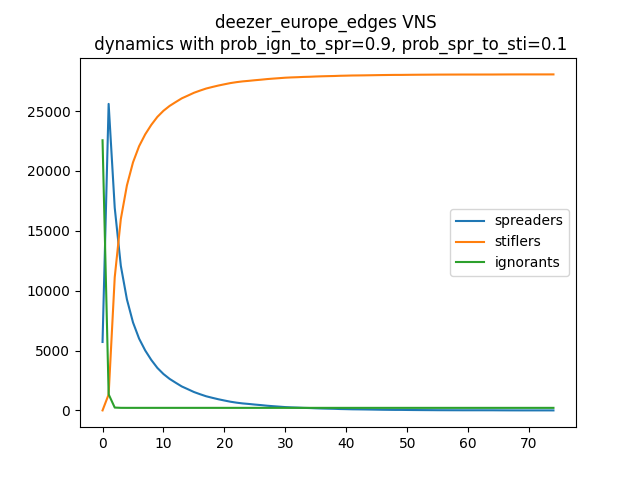 deezer_europe_edges VNS
dynamics with prob_ign_to_spr=0.9, prob_spr_to_sti=0.1
25000
20000
15000
10000
5000
0
spreaders
stiflers
ignorants
0 10 20 30 40 50 60 70